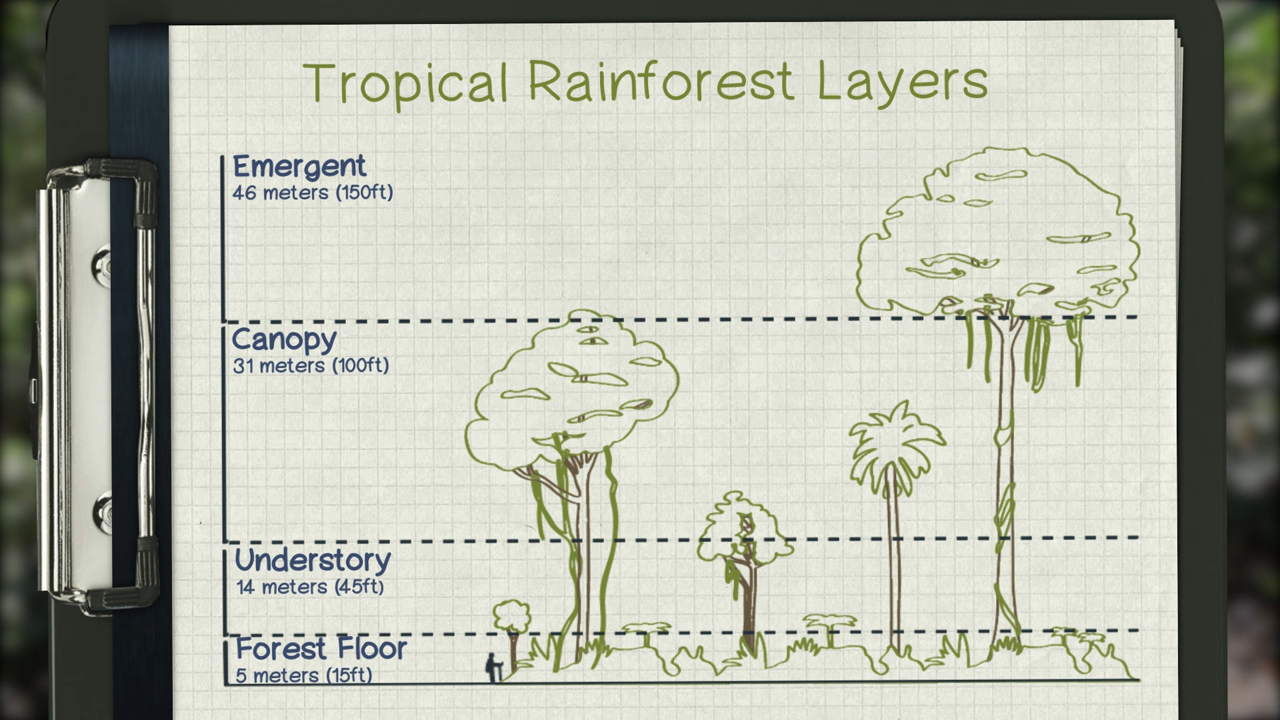 Tropical Rainforest Layers
Emergent
46 meters (150ft)
Canopy
31 meters (100ft)
Understory
14 meters (45ft)
Forest Floor
5 meters (15ft)